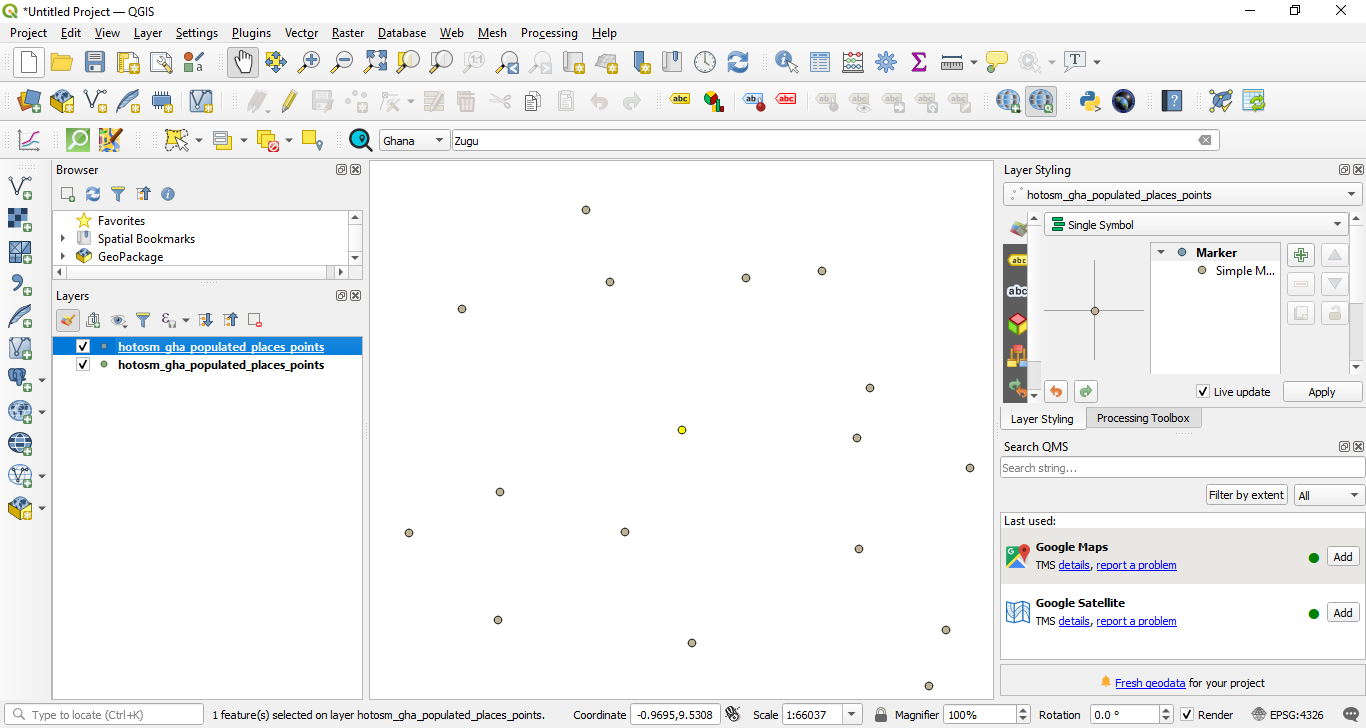 *Untitled Project — QGIS
Project Edit View Layer Settings Plugins Vector Raster Database Web Mesh Processing Help
Ghana Zugu
Browser
Favorites
Spatial Bookmarks
GeoPackage
Layers
hotosm_gha_populated_places_points
hotosm_gha_populated_places_points
Layer Styling
hotosm_gha_populated_places_points
Single Symbol
Marker
Simple M...
Live update Apply
Layer Styling Processing Toolbox
Search QMS
Search string...
Filter by extent All
Last used:
Google Maps
TMS details, report a problem
Add
Google Satellite
TMS details, report a problem
Add
Fresh geodata for your project
Type to locate (Ctrl+K) 1 feature(s) selected on layer hotosm_gha_populated_places_points. Coordinate -0.9695,9.5308 Scale 1:66037 Magnifier 100% Rotation 0.0 ° Render EPSG:4326